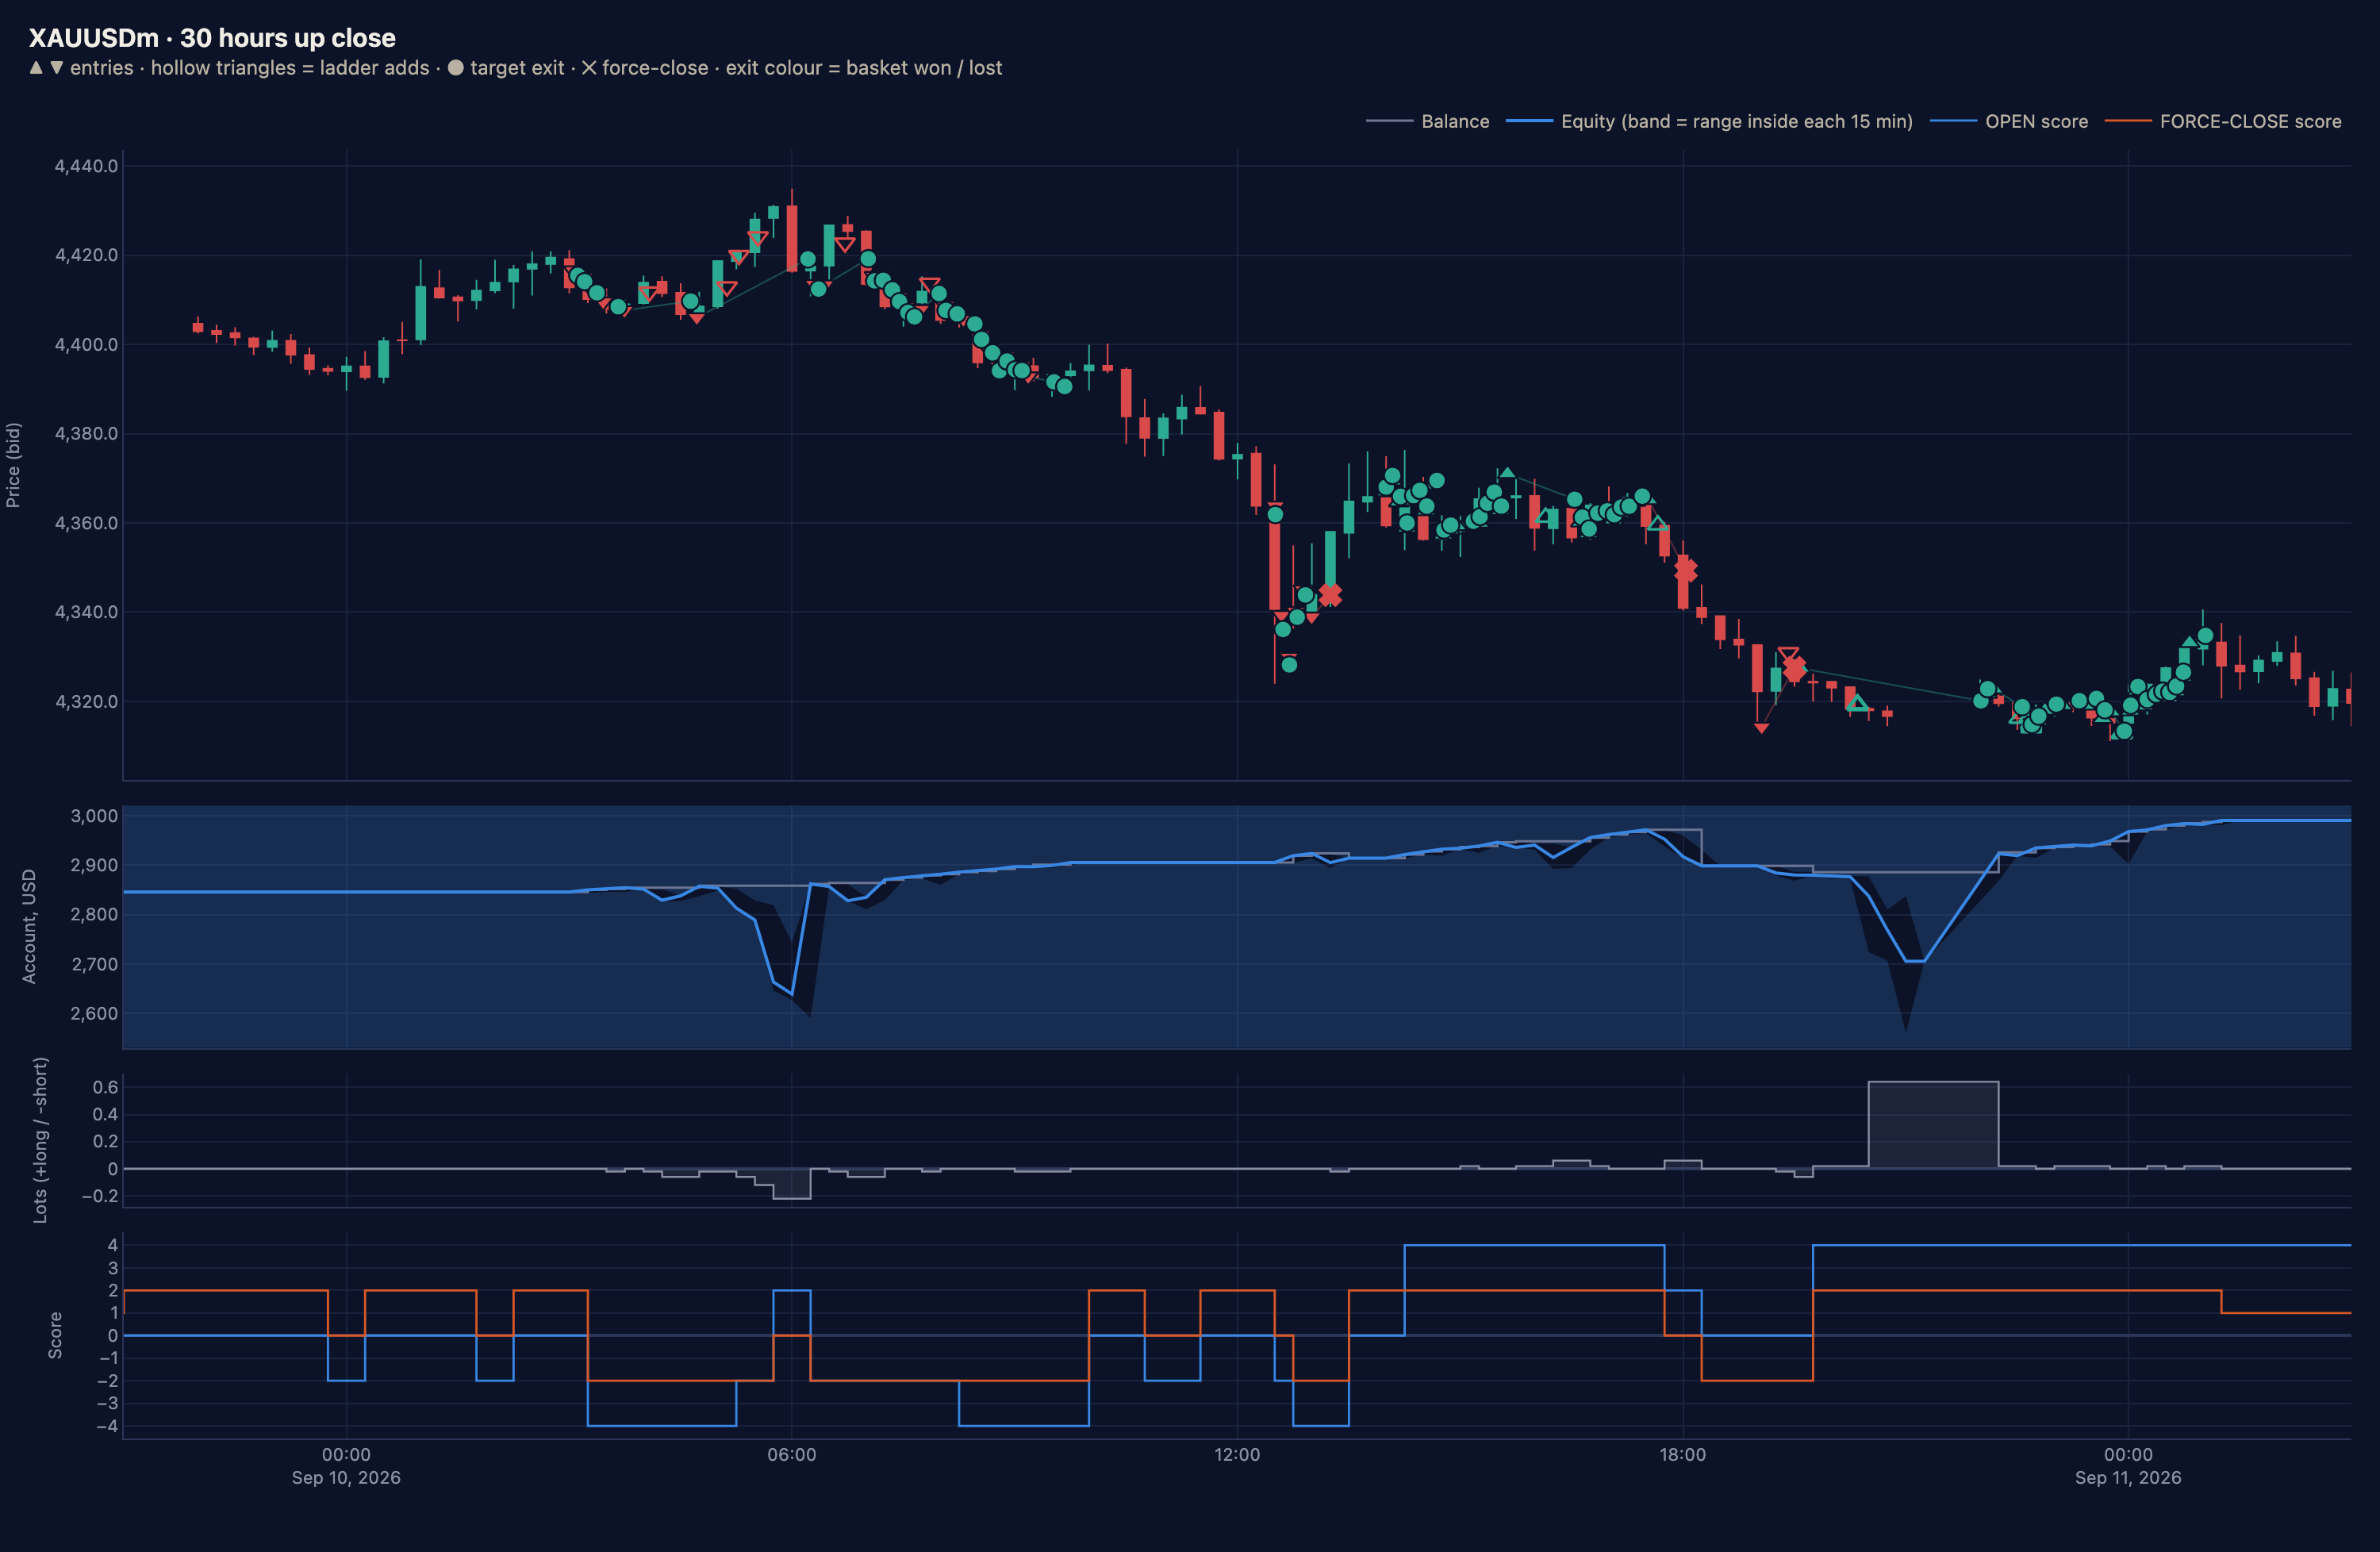 XAUUSDm · 30 hours up close
▲ ▼ entries · hollow triangles = ladder adds · ● target exit · ✕ force-close · exit colour = basket won / lost
Balance
Equity (band = range inside each 15 min)
OPEN score
FORCE-CLOSE score
Price (bid)
4,440.0
4,420.0
4,400.0
4,380.0
4,360.0
4,340.0
4,320.0
Account, USD
3,000
2,900
2,800
2,700
2,600
Lots (+long / -short)
0.6
0.4
0.2
0
−0.2
Score
4
3
2
1
0
−1
−2
−3
−4
00:00
06:00
12:00
18:00
00:00
Sep 10, 2026
Sep 11, 2026